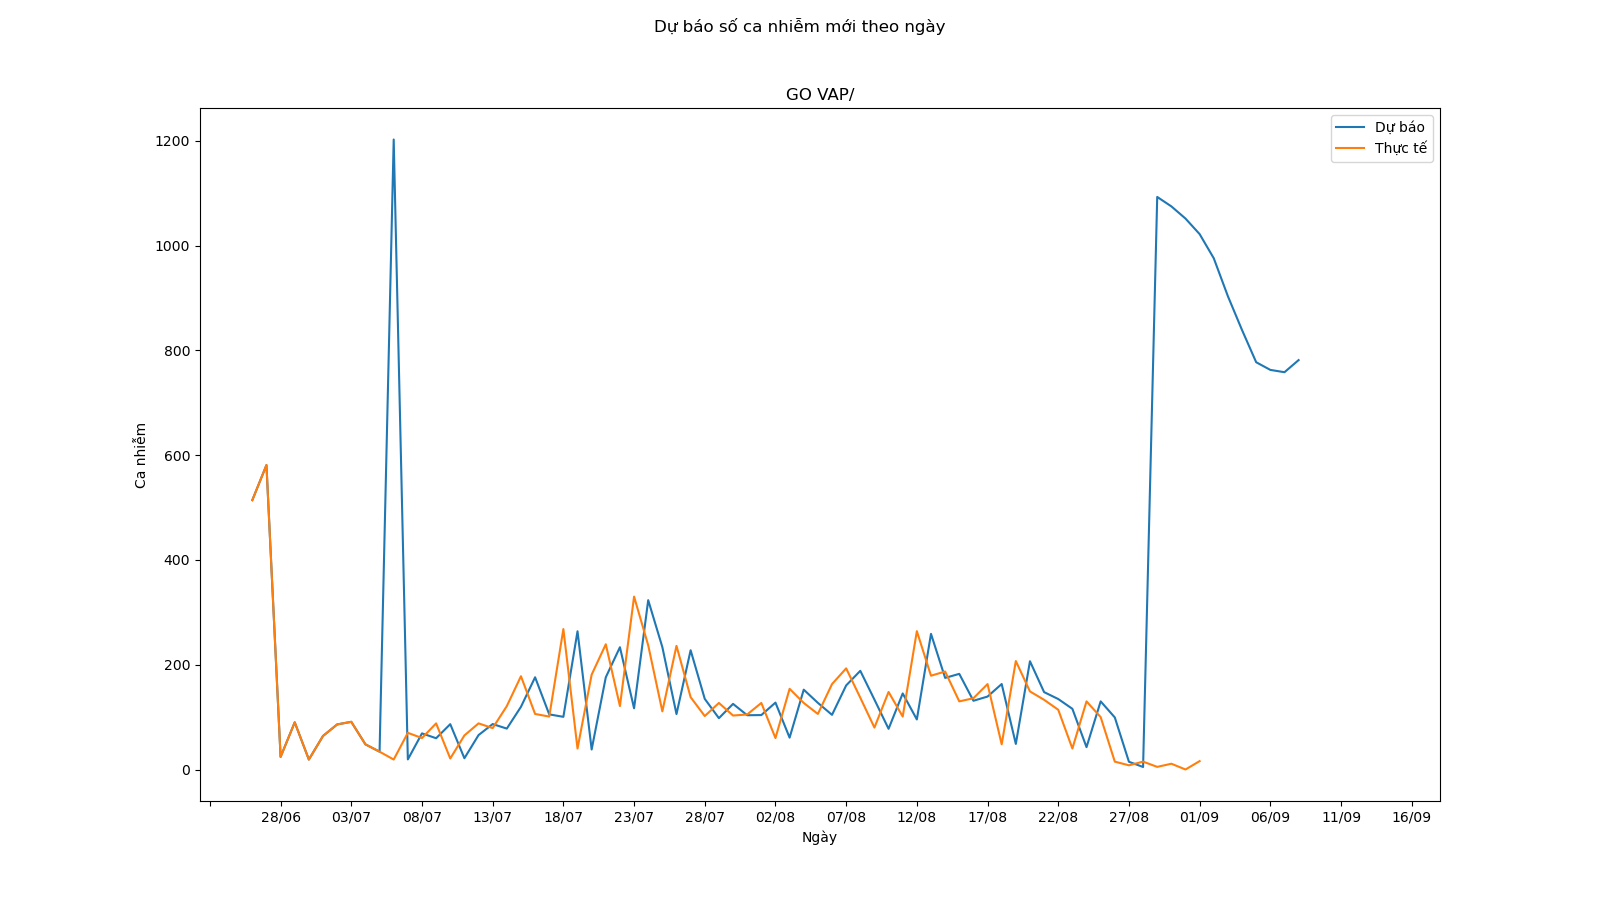 Dự báo số ca nhiễm mới theo ngày
GO VAP/
Dự báo
Thực tế
1200
1000
800
600
400
200
0
Ca nhiễm
28/06 03/07 08/07 13/07 18/07 23/07 28/07 02/08 07/08 12/08 17/08 22/08 27/08 01/09 06/09 11/09 16/09
Ngày